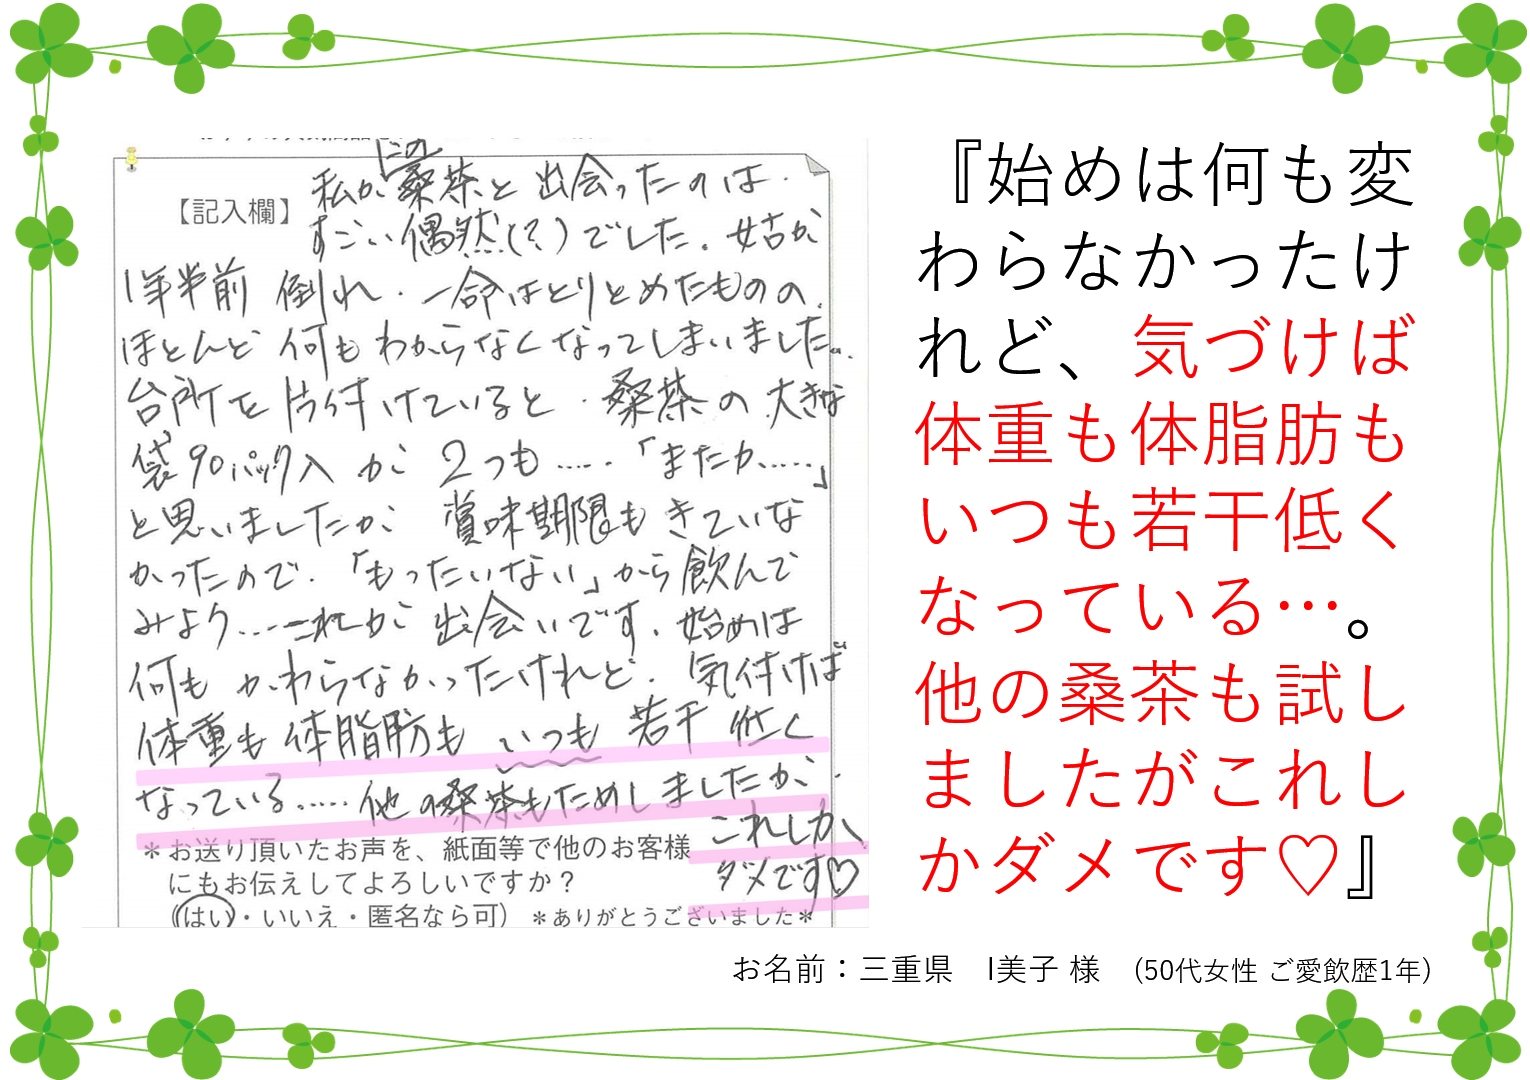 この
私が桑茶と出会ったのは、
【記入欄】
すごい偶然(?)でした。姑が
1年半前倒れ、一命はとりとめたものの、
ほとんど何もわからなくなってしまいました…
台所を片付けていると、桑茶の大きな
袋90パック入が2つも……「またか……」
と思いましたが賞味期限もきていな
かったので、「もったいない」から飲んで
みよう…これが出会いです。始めは
何もかわらなかったけれど、気付けば
体重も体脂肪もいつも若干低く
なっている……他の桑茶もためしましたが、
これしか、
ダメです♡
＊お送り頂いたお声を、紙面等で他のお客様
にもお伝えしてよろしいですか？
(はい・いいえ・匿名なら可) ＊ありがとうございました＊
『始めは何も変
わらなかったけ
れど、気づけば
体重も体脂肪も
いつも若干低く
なっている…。
他の桑茶も試し
ましたがこれし
かダメです♡』
お名前：三重県　I美子 様　(50代女性 ご愛飲歴1年)